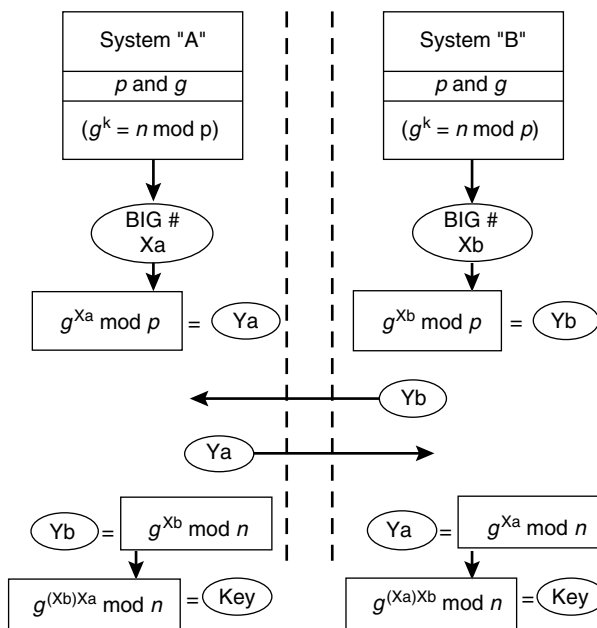 System "A"
p and g
(g^k = n mod p)
BIG #
Xa
g^Xa mod p = Ya
System "B"
p and g
(g^k = n mod p)
BIG #
Xb
g^Xb mod p = Yb
Yb
Ya
Yb = g^Xb mod n
g^(Xb)Xa mod n = Key
Ya = g^Xa mod n
g^(Xa)Xb mod n = Key